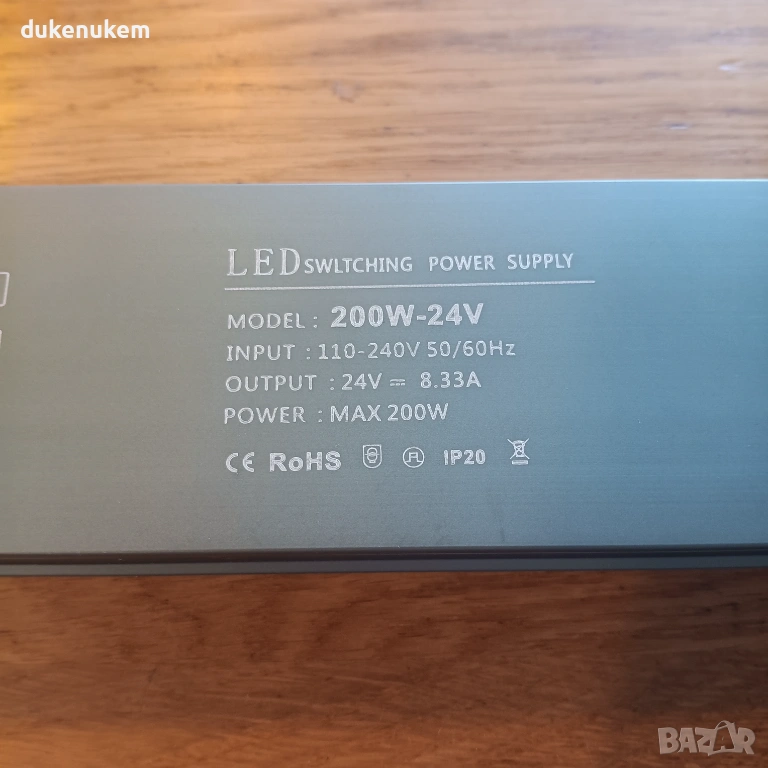 dukenukem
LED SWLTCHING POWER SUPPLY
MODEL : 200W-24V
INPUT : 110-240V 50/60Hz
OUTPUT : 24V ⎓ 8.33A
POWER : MAX 200W
CE RoHS IP20
BAZAR